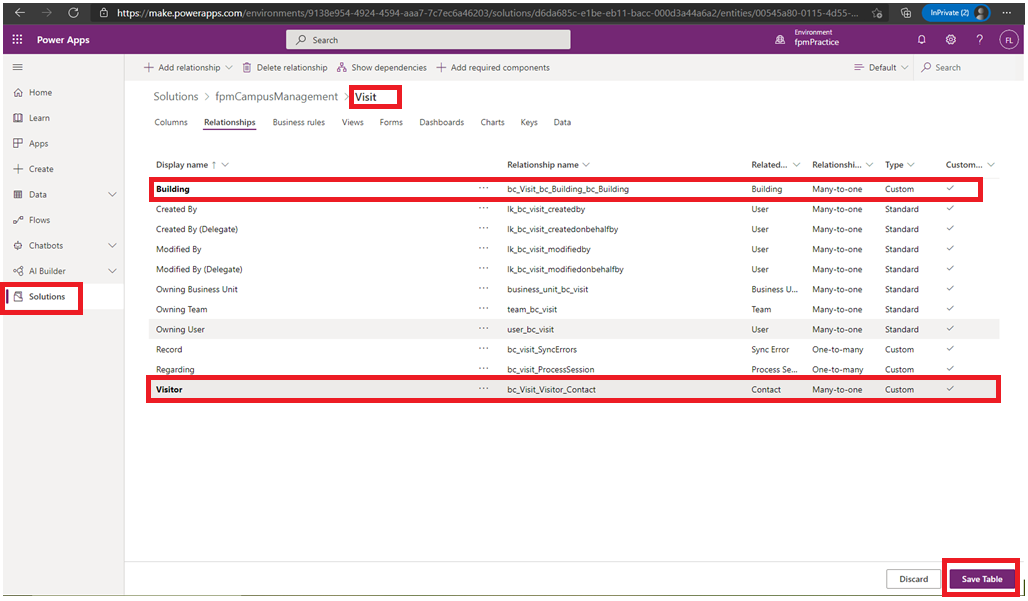 https://make.powerapps.com/environments/9138e954-4924-4594-aaa7-7c7ec6a46203/solutions/d6da685c-e1be-eb11-bacc-000d3a44a6a2/entities/00545a80-0115-4d55-... InPrivate (2)
Power Apps Search Environment
fpmPractice ? FL
Add relationship Delete relationship Show dependencies Add required components Default Search
Home
Learn
Apps
Create
Data
Flows
Chatbots
AI Builder
Solutions
Solutions > fpmCampusManagement > Visit
Columns Relationships Business rules Views Forms Dashboards Charts Keys Data
Display name ↑ Relationship name Related... Relationshi... Type Custom...
Building ... bc_Visit_bc_Building_bc_Building Building Many-to-one Custom ✓
Created By ... lk_bc_visit_createdby User Many-to-one Standard ✓
Created By (Delegate) ... lk_bc_visit_createdonbehalfby User Many-to-one Standard ✓
Modified By ... lk_bc_visit_modifiedby User Many-to-one Standard ✓
Modified By (Delegate) ... lk_bc_visit_modifiedonbehalfby User Many-to-one Standard ✓
Owning Business Unit ... business_unit_bc_visit Business U... Many-to-one Standard ✓
Owning Team ... team_bc_visit Team Many-to-one Standard ✓
Owning User ... user_bc_visit User Many-to-one Standard ✓
Record ... bc_visit_SyncErrors Sync Error One-to-many Custom ✓
Regarding ... bc_visit_ProcessSession Process Se... One-to-many Custom ✓
Visitor ... bc_Visit_Visitor_Contact Contact Many-to-one Custom ✓
Discard Save Table